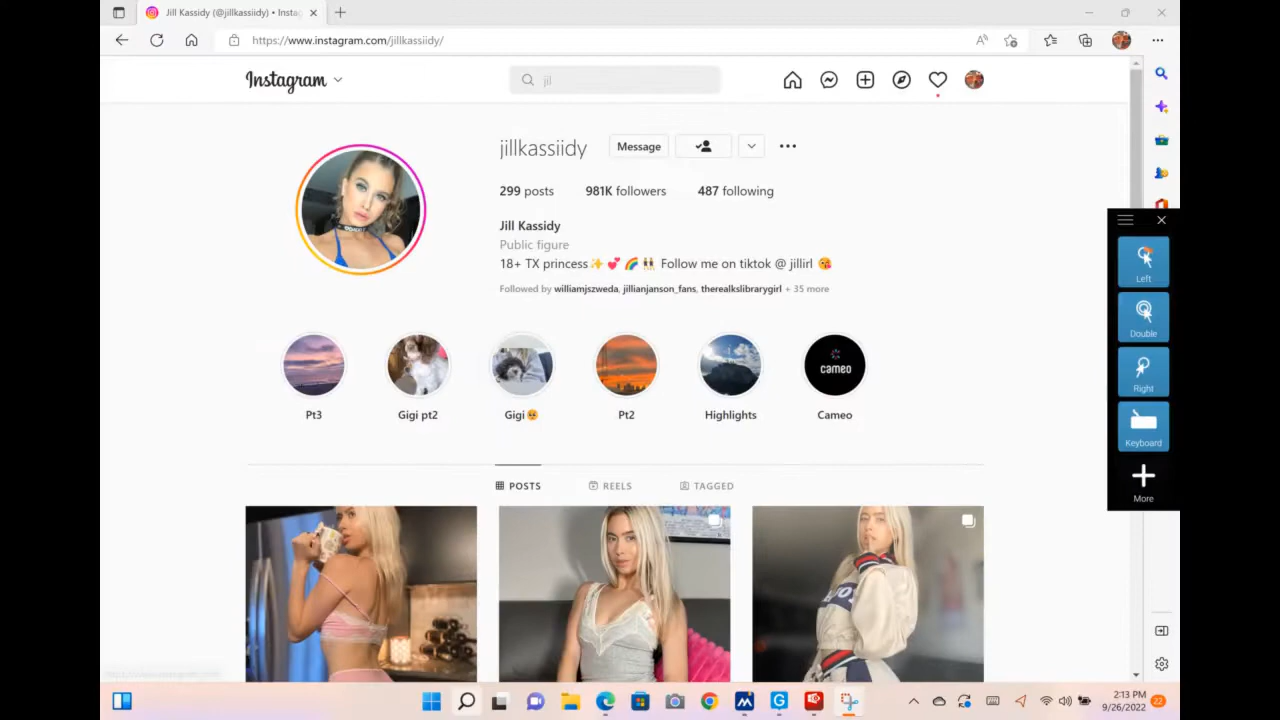 Jill Kassidy (@jillkassiidy) • Insta
https://www.instagram.com/jillkassiidy/
Instagram
jil
jillkassiidy
Message
299 posts 981K followers 487 following
Jill Kassidy
Public figure
18+ TX princess✨💕🌈👯 Follow me on tiktok @ jillirl 😘
Followed by williamjszweda, jillianjanson_fans, therealkslibrarygirl + 35 more
Pt3 Gigi pt2 Gigi🥺 Pt2 Highlights Cameo
cameo
POSTS REELS TAGGED
Left
Double
Right
Keyboard
More
2:13 PM
9/26/2022
22